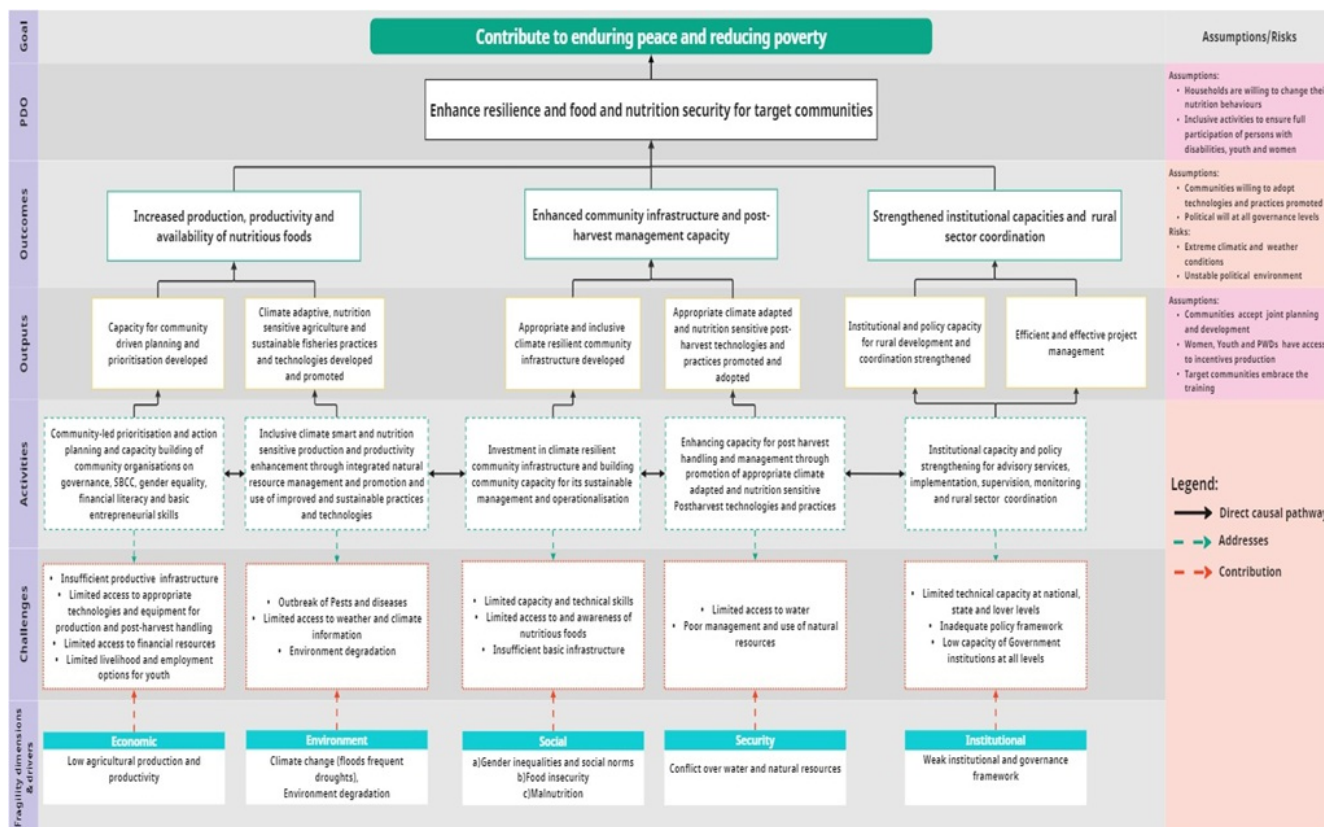 Goal
Contribute to enduring peace and reducing poverty
Assumptions/Risks
PDO
Enhance resilience and food and nutrition security for target communities
Assumptions:
• Households are willing to change thei
nutrition behaviours
• Inclusive activities to ensure full
participation of persons with
disabilities, youth and women
Outcomes
Increased production, productivity and
availability of nutritious foods
Enhanced community infrastructure and post-
harvest management capacity
Strengthened institutional capacities and rural
sector coordination
Assumptions:
• Communities willing to adopt
technologies and practices promoted
• Political will at all governance levels
Risks:
• Extreme climatic and weather
conditions
• Unstable political environment
Outputs
Capacity for community
driven planning and
prioritisation developed
Climate adaptive, nutrition
sensitive agriculture and
sustainable fisheries practices
and technologies developed
and promoted
Appropriate and inclusive
climate resilient community
infrastructure developed
Appropriate climate adapted
and nutrition sensitive post-
harvest technologies and
practices promoted and
adopted
Institutional and policy capacity
for rural development and
coordination strengthened
Efficient and effective project
management
Assumptions:
• Communities accept joint planning
and development
• Women, Youth and PWDs have access
to incentives production
• Target communities embrace the
training
Activities
Community-led prioritisation and action
planning and capacity building of
community organisations on
governance, SBCC, gender equality,
financial literacy and basic
entrepreneurial skills
Inclusive climate smart and nutrition
sensitive production and productivity
enhancement through integrated natural
resource management and promotion and
use of improved and sustainable practices
and technologies
Investment in climate resilient
community infrastructure and building
community capacity for its sustainable
management and operationalisation
Enhancing capacity for post harvest
handling and management through
promotion of appropriate climate
adapted and nutrition sensitive
Postharvest technologies and practices
Institutional capacity and policy
strengthening for advisory services,
implementation, supervision, monitoring
and rural sector coordination
Legend:
Direct causal pathway
Addresses
Contribution
Challenges
• Insufficient productive infrastructure
• Limited access to appropriate
technologies and equipment for
production and post-harvest handling
• Limited access to financial resources
• Limited livelihood and employment
options for youth
• Outbreak of Pests and diseases
• Limited access to weather and climate
information
• Environment degradation
• Limited capacity and technical skills
• Limited access to and awareness of
nutritious foods
• Insufficient basic infrastructure
• Limited access to water
• Poor management and use of natural
resources
• Limited technical capacity at national,
state and lover levels
• Inadequate policy framework
• Low capacity of Government
institutions at all levels
Fragility dimensions
& drivers
Economic
Low agricultural production and
productivity
Environment
Climate change (floods frequent
droughts),
Environment degradation
Social
a)Gender inequalities and social norms
b)Food insecurity
c)Malnutrition
Security
Conflict over water and natural resources
Institutional
Weak institutional and governance
framework